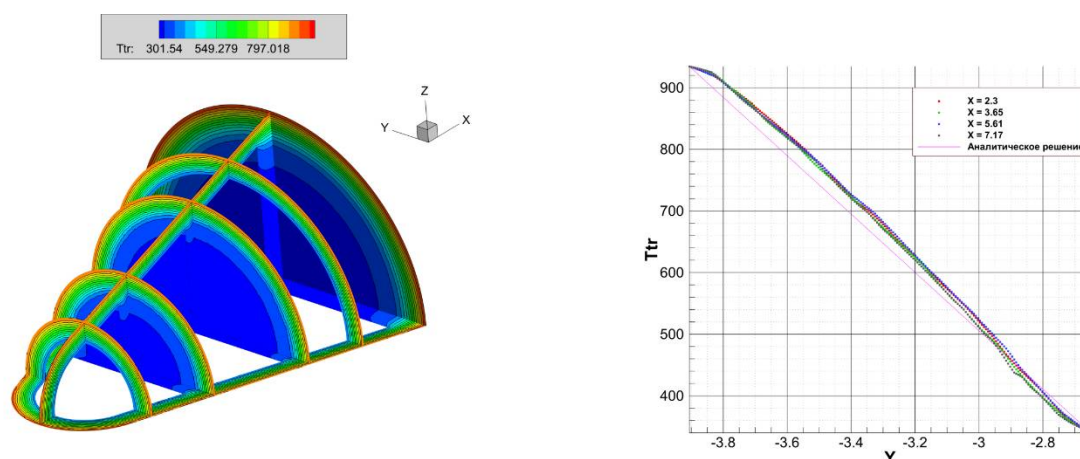 Ttr: 301.54 549.279 797.018
Z
Y
X
900
800
700
600
500
400
Ttr
X = 2.3
X = 3.65
X = 5.61
X = 7.17
Аналитическое решение
-3.8 -3.6 -3.4 -3.2 -3 -2.8